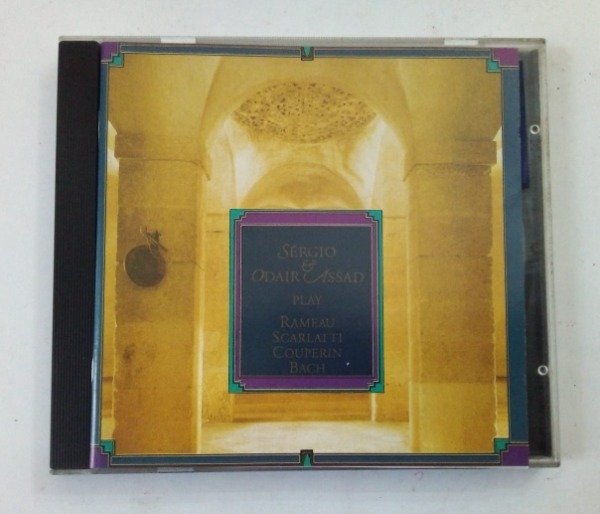 SÉRGIO
&
ODAIR ASSAD
PLAY
RAMEAU
SCARLATTI
COUPERIN
BACH